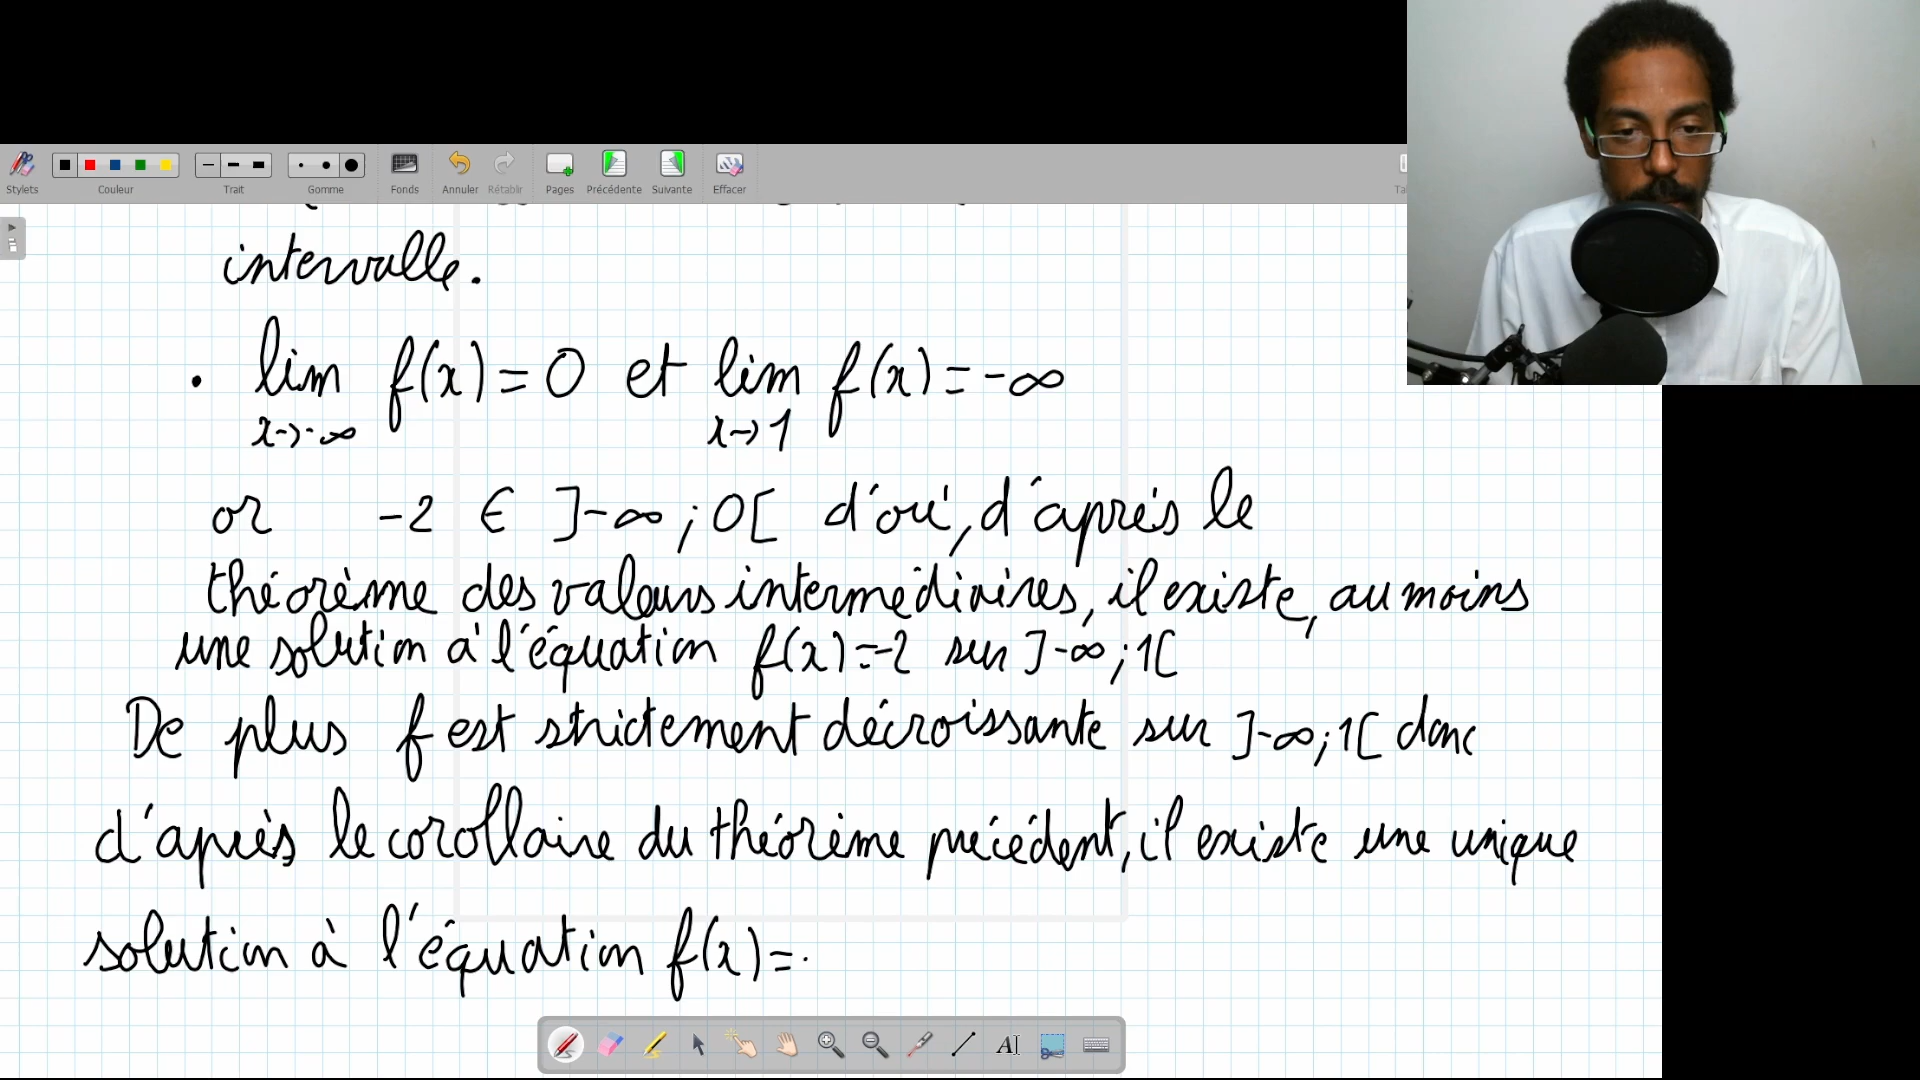 Stylets Couleur Trait Gomme Fonds Annuler Rétablir Pages Précédente Suivante Effacer Ta
intervalle.
. lim f(x)=0 et lim f(x)=-∞
x→-∞ x→1
or -2 ∈ ]-∞;0[ d'où, d'après le
théorème des valeurs intermédiaires, il existe, au moins
une solution à l'équation f(x)=-2 sur ]-∞;1[
De plus f est strictement décroissante sur ]-∞;1[ donc
d'après le corollaire du théorème précédent, il existe une unique
solution à l'équation f(x)=.